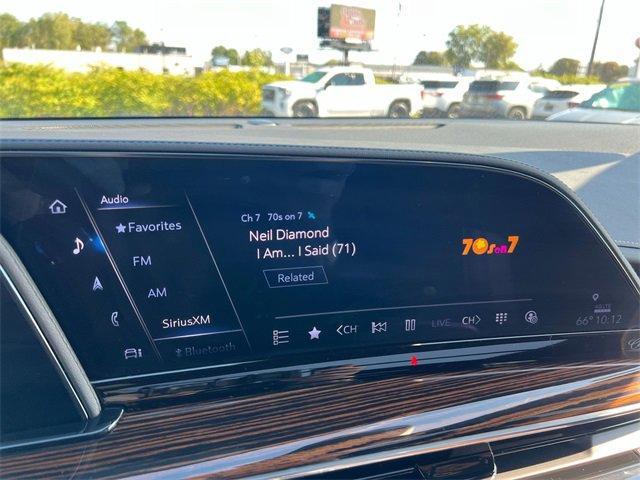 Audio
Favorites
FM
AM
SiriusXM
Bluetooth
Ch 7 70s on 7
Neil Diamond
I Am... I Said (71)
Related
70s on 7
<CH
LIVE
CH>
66° 10:12